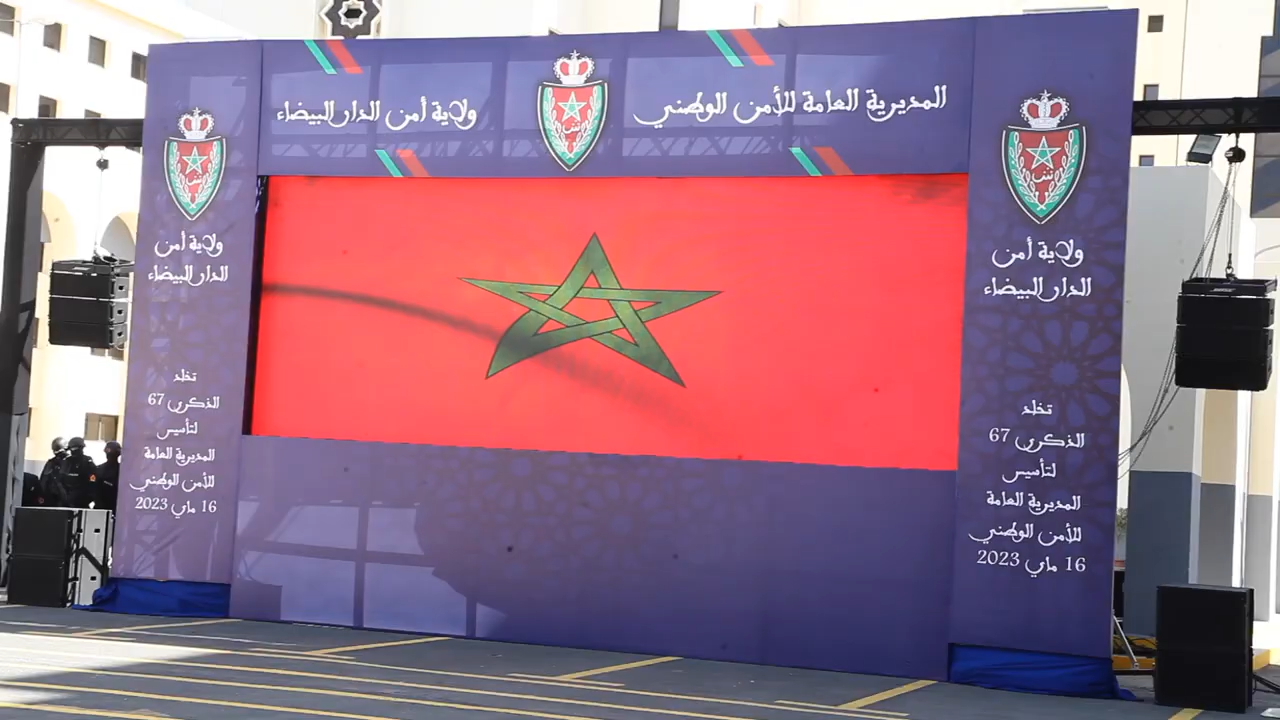 المديرية العامة للأمن الوطني
ولاية أمن الدار البيضاء
ولاية أمن
الدار البيضاء
تخلد
الذكرى 67
لتأسيس
المديرية العامة
للأمن الوطني
16 ماي 2023
ولاية أمن
الدار البيضاء
تخلد
الذكرى 67
لتأسيس
المديرية العامة
للأمن الوطني
16 ماي 2023